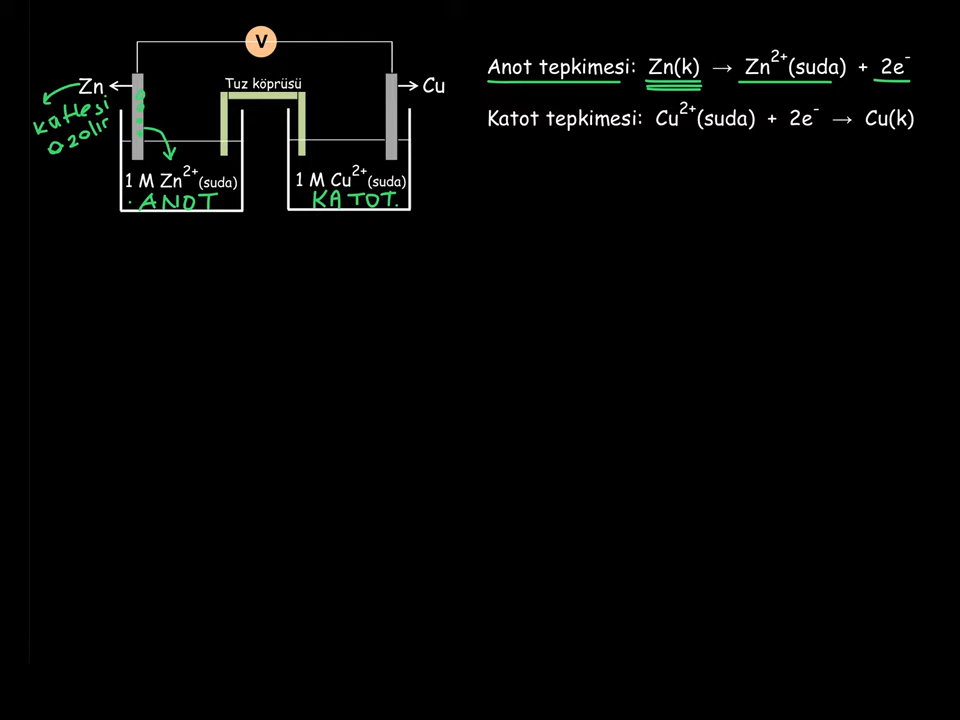 V
Zn
Tuz köprüsü
Cu
kütlesi
azalır
1 M Zn²⁺(suda)
1 M Cu²⁺(suda)
ANOT
KATOT.
Anot tepkimesi: Zn(k) → Zn²⁺(suda) + 2e⁻
Katot tepkimesi: Cu²⁺(suda) + 2e⁻ → Cu(k)